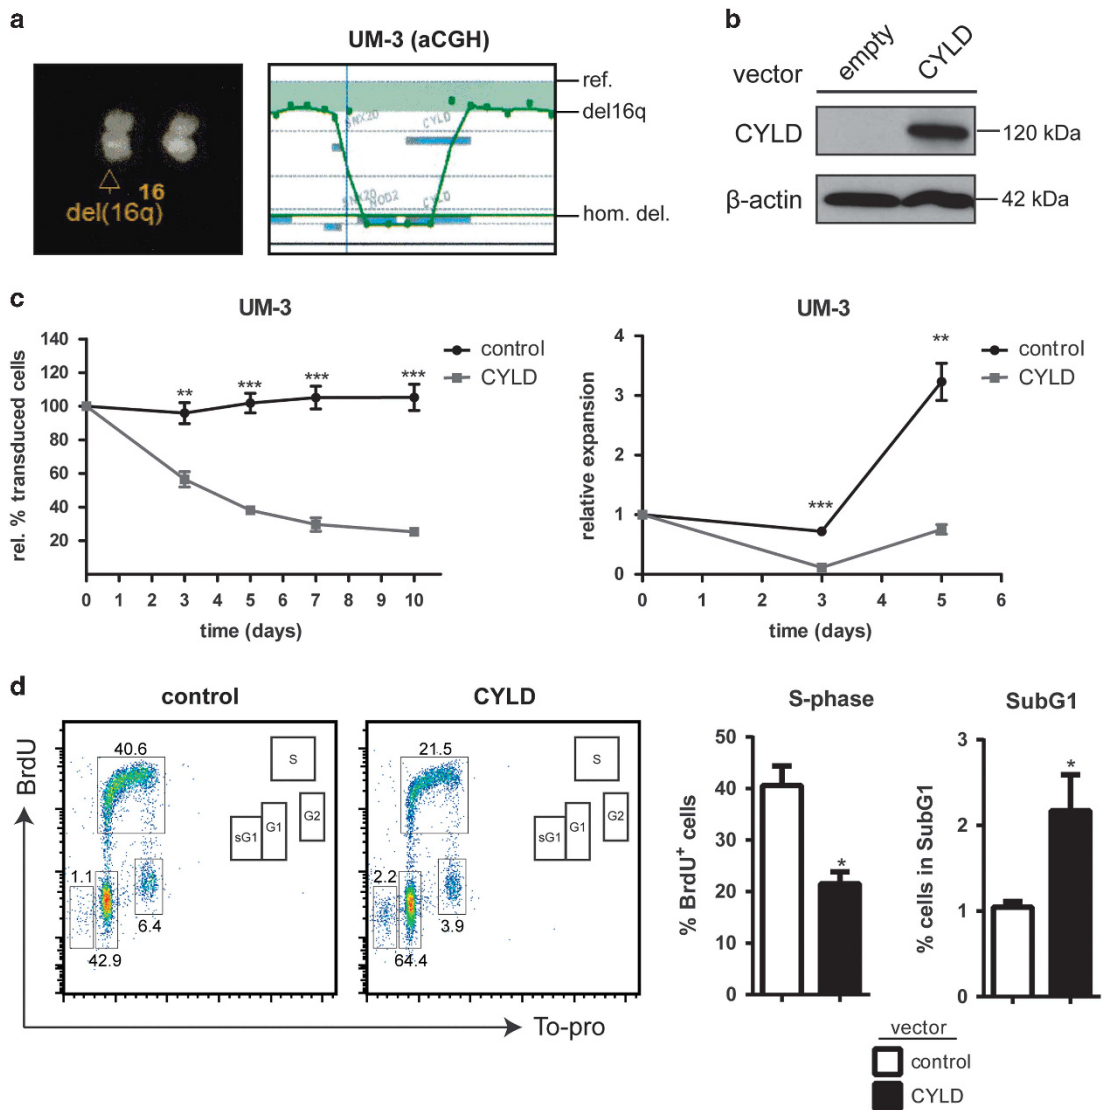 a
UM-3 (aCGH)
ref.
del16q
SNX20
CYLD
SNX20
NOD2
CYLD
hom. del.
16
del(16q)
b
vector
empty
CYLD
CYLD
120 kDa
β-actin
42 kDa
c
UM-3
rel. % transduced cells
140
120
100
80
60
40
20
** *** *** ***
control
CYLD
0 1 2 3 4 5 6 7 8 9 10
time (days)
UM-3
relative expansion
4
3
2
1
0
***
**
control
CYLD
0 1 2 3 4 5 6
time (days)
d
control
BrdU
40.6
S
sG1
G1
G2
1.1
6.4
42.9
CYLD
21.5
S
sG1
G1
G2
2.2
3.9
64.4
To-pro
S-phase
% BrdU+ cells
50
40
30
20
10
0
*
SubG1
% cells in SubG1
3
2
1
0
*
vector
control
CYLD